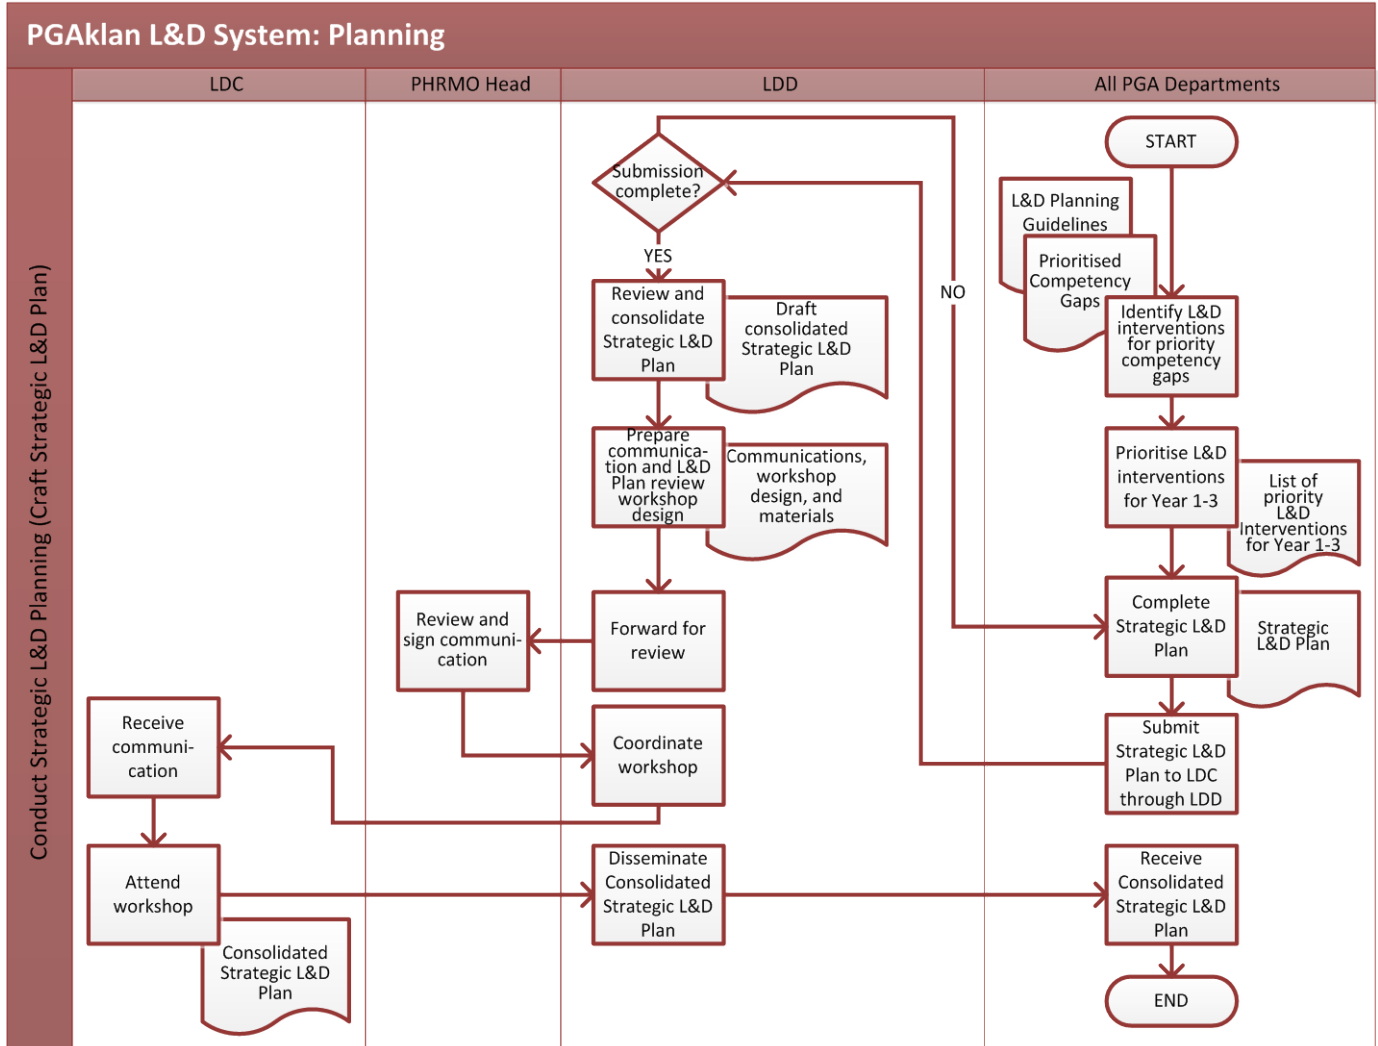 PGAklan L&D System: Planning
LDC
PHRMO Head
LDD
All PGA Departments
Conduct Strategic L&D Planning (Craft Strategic L&D Plan)
START
L&D Planning
Guidelines
Prioritised
Competency
Gaps
Identify L&D
interventions
for priority
competency
gaps
Prioritise L&D
interventions
for Year 1-3
List of
priority
L&D
Interventions
for Year 1-3
Complete
Strategic L&D
Plan
Strategic
L&D Plan
Submit
Strategic L&D
Plan to LDC
through LDD
Submission
complete?
NO
YES
Review and
consolidate
Strategic L&D
Plan
Draft
consolidated
Strategic L&D
Plan
Prepare
communica-
tion and L&D
Plan review
workshop
design
Communications,
workshop
design, and
materials
Forward for
review
Review and
sign communi-
cation
Coordinate
workshop
Receive
communi-
cation
Attend
workshop
Consolidated
Strategic L&D
Plan
Disseminate
Consolidated
Strategic L&D
Plan
Receive
Consolidated
Strategic L&D
Plan
END